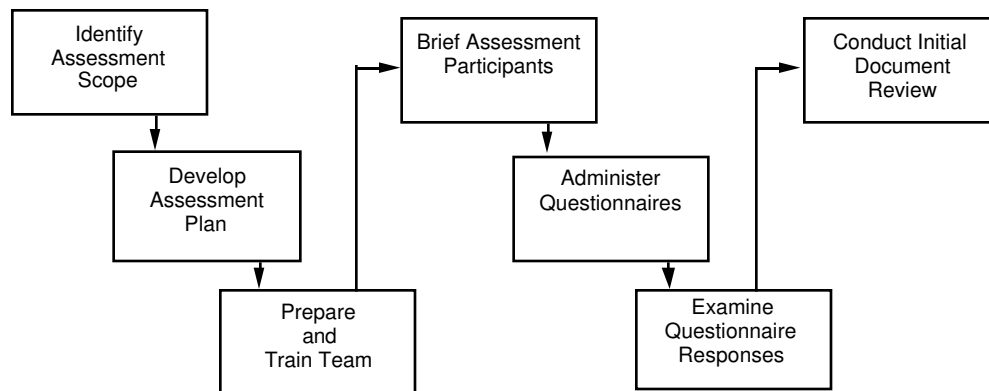 Identify
Assessment
Scope
Develop
Assessment
Plan
Prepare
and
Train Team
Brief Assessment
Participants
Administer
Questionnaires
Examine
Questionnaire
Responses
Conduct Initial
Document
Review